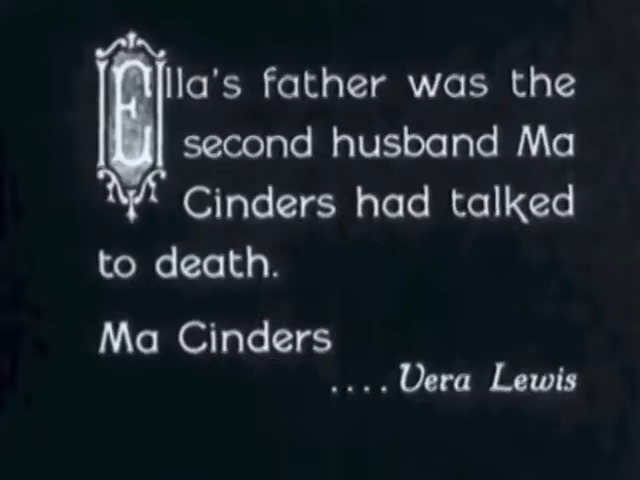 Ella's father was the
second husband Ma
Cinders had talked
to death.
Ma Cinders
....Vera Lewis